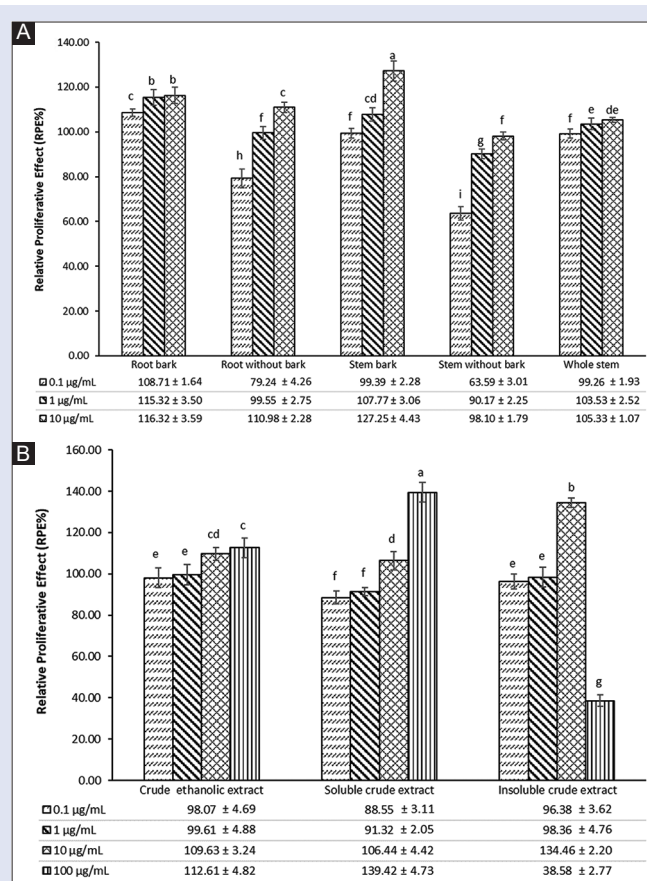 A
Relative Proliferative Effect (RPE%)
140.00
120.00
100.00
80.00
60.00
40.00
20.00
0.00
c b b
h f c
f cd a
i g f
f e de
Root bark Root without bark Stem bark Stem without bark Whole stem
0.1 µg/mL 108.71 ± 1.64 79.24 ± 4.26 99.39 ± 2.28 63.59 ± 3.01 99.26 ± 1.93
1 µg/mL 115.32 ± 3.50 99.55 ± 2.75 107.77 ± 3.06 90.17 ± 2.25 103.53 ± 2.52
10 µg/mL 116.32 ± 3.59 110.98 ± 2.28 127.25 ± 4.43 98.10 ± 1.79 105.33 ± 1.07
B
Relative Proliferative Effect (RPE%)
160.00
140.00
120.00
100.00
80.00
60.00
40.00
20.00
0.00
e e cd c
f f d a
e e b g
Crude ethanolic extract Soluble crude extract Insoluble crude extract
0.1 µg/mL 98.07 ± 4.69 88.55 ± 3.11 96.38 ± 3.62
1 µg/mL 99.61 ± 4.88 91.32 ± 2.05 98.36 ± 4.76
10 µg/mL 109.63 ± 3.24 106.44 ± 4.42 134.46 ± 2.20
100 µg/mL 112.61 ± 4.82 139.42 ± 4.73 38.58 ± 2.77